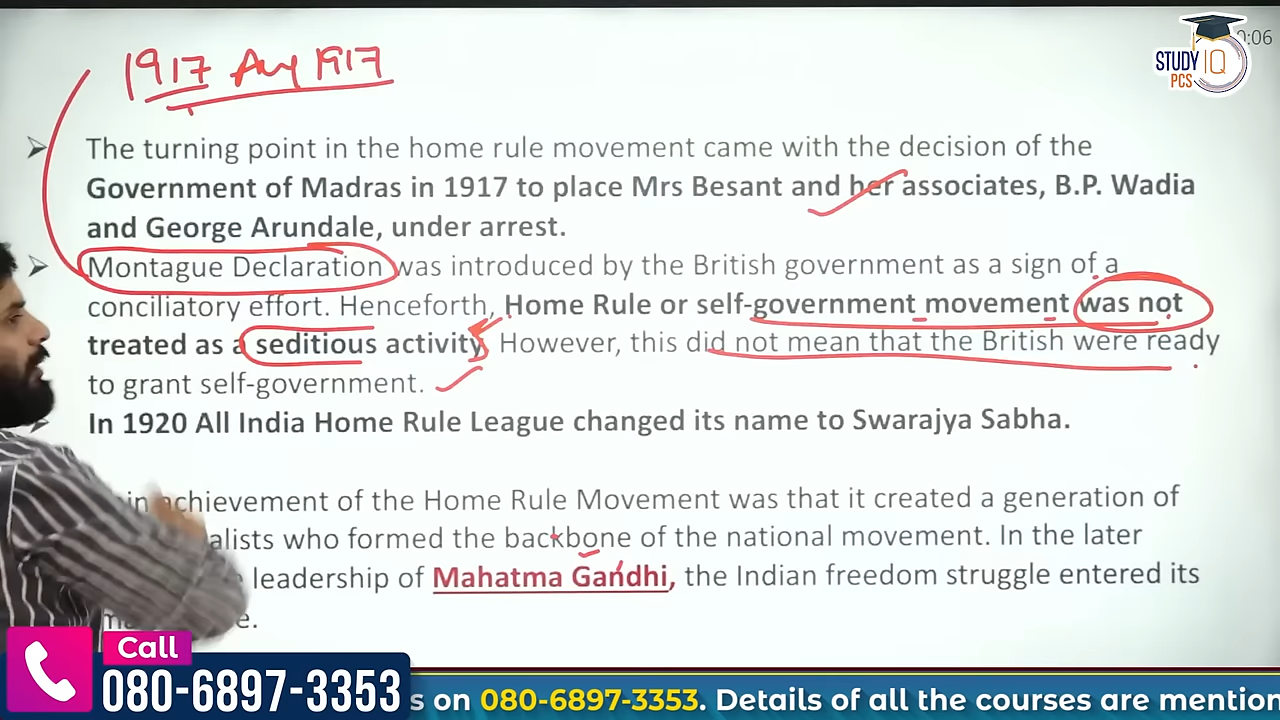 1917 Aug 1917
0:06
STUDY IQ
PCS
➢ The turning point in the home rule movement came with the decision of the
Government of Madras in 1917 to place Mrs Besant and her associates, B.P. Wadia
and George Arundale, under arrest.
➢ Montague Declaration was introduced by the British government as a sign of a
conciliatory effort. Henceforth, Home Rule or self-government movement was not
treated as a seditious activity. However, this did not mean that the British were ready
to grant self-government.
In 1920 All India Home Rule League changed its name to Swarajya Sabha.
in achievement of the Home Rule Movement was that it created a generation of
alists who formed the backbone of the national movement. In the later
leadership of Mahatma Gandhi, the Indian freedom struggle entered its
e.
Call
080-6897-3353
s on 080-6897-3353. Details of all the courses are mention